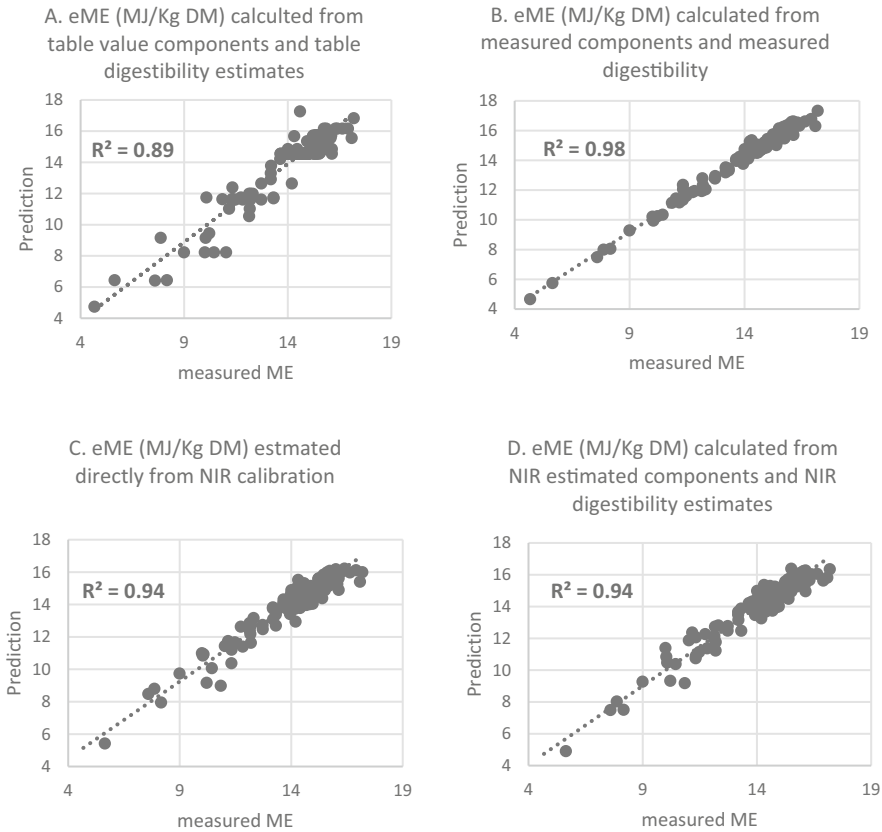 A. eME (MJ/Kg DM) calculted from
table value components and table
digestibility estimates
18
16
14
12
10
8
6
4
R² = 0.89
Prediction
4 9 14 19
measured ME
B. eME (MJ/Kg DM) calculated from
measured components and measured
digestibility
18
16
14
12
10
8
6
4
R² = 0.98
Prediction
4 9 14 19
measured ME
C. eME (MJ/Kg DM) estmated
directly from NIR calibration
18
16
14
12
10
8
6
4
R² = 0.94
Prediction
4 9 14 19
measured ME
D. eME (MJ/Kg DM) calculated from
NIR estimated components and NIR
digestibility estimates
18
16
14
12
10
8
6
4
R² = 0.94
Prediction
4 9 14 19
measured ME